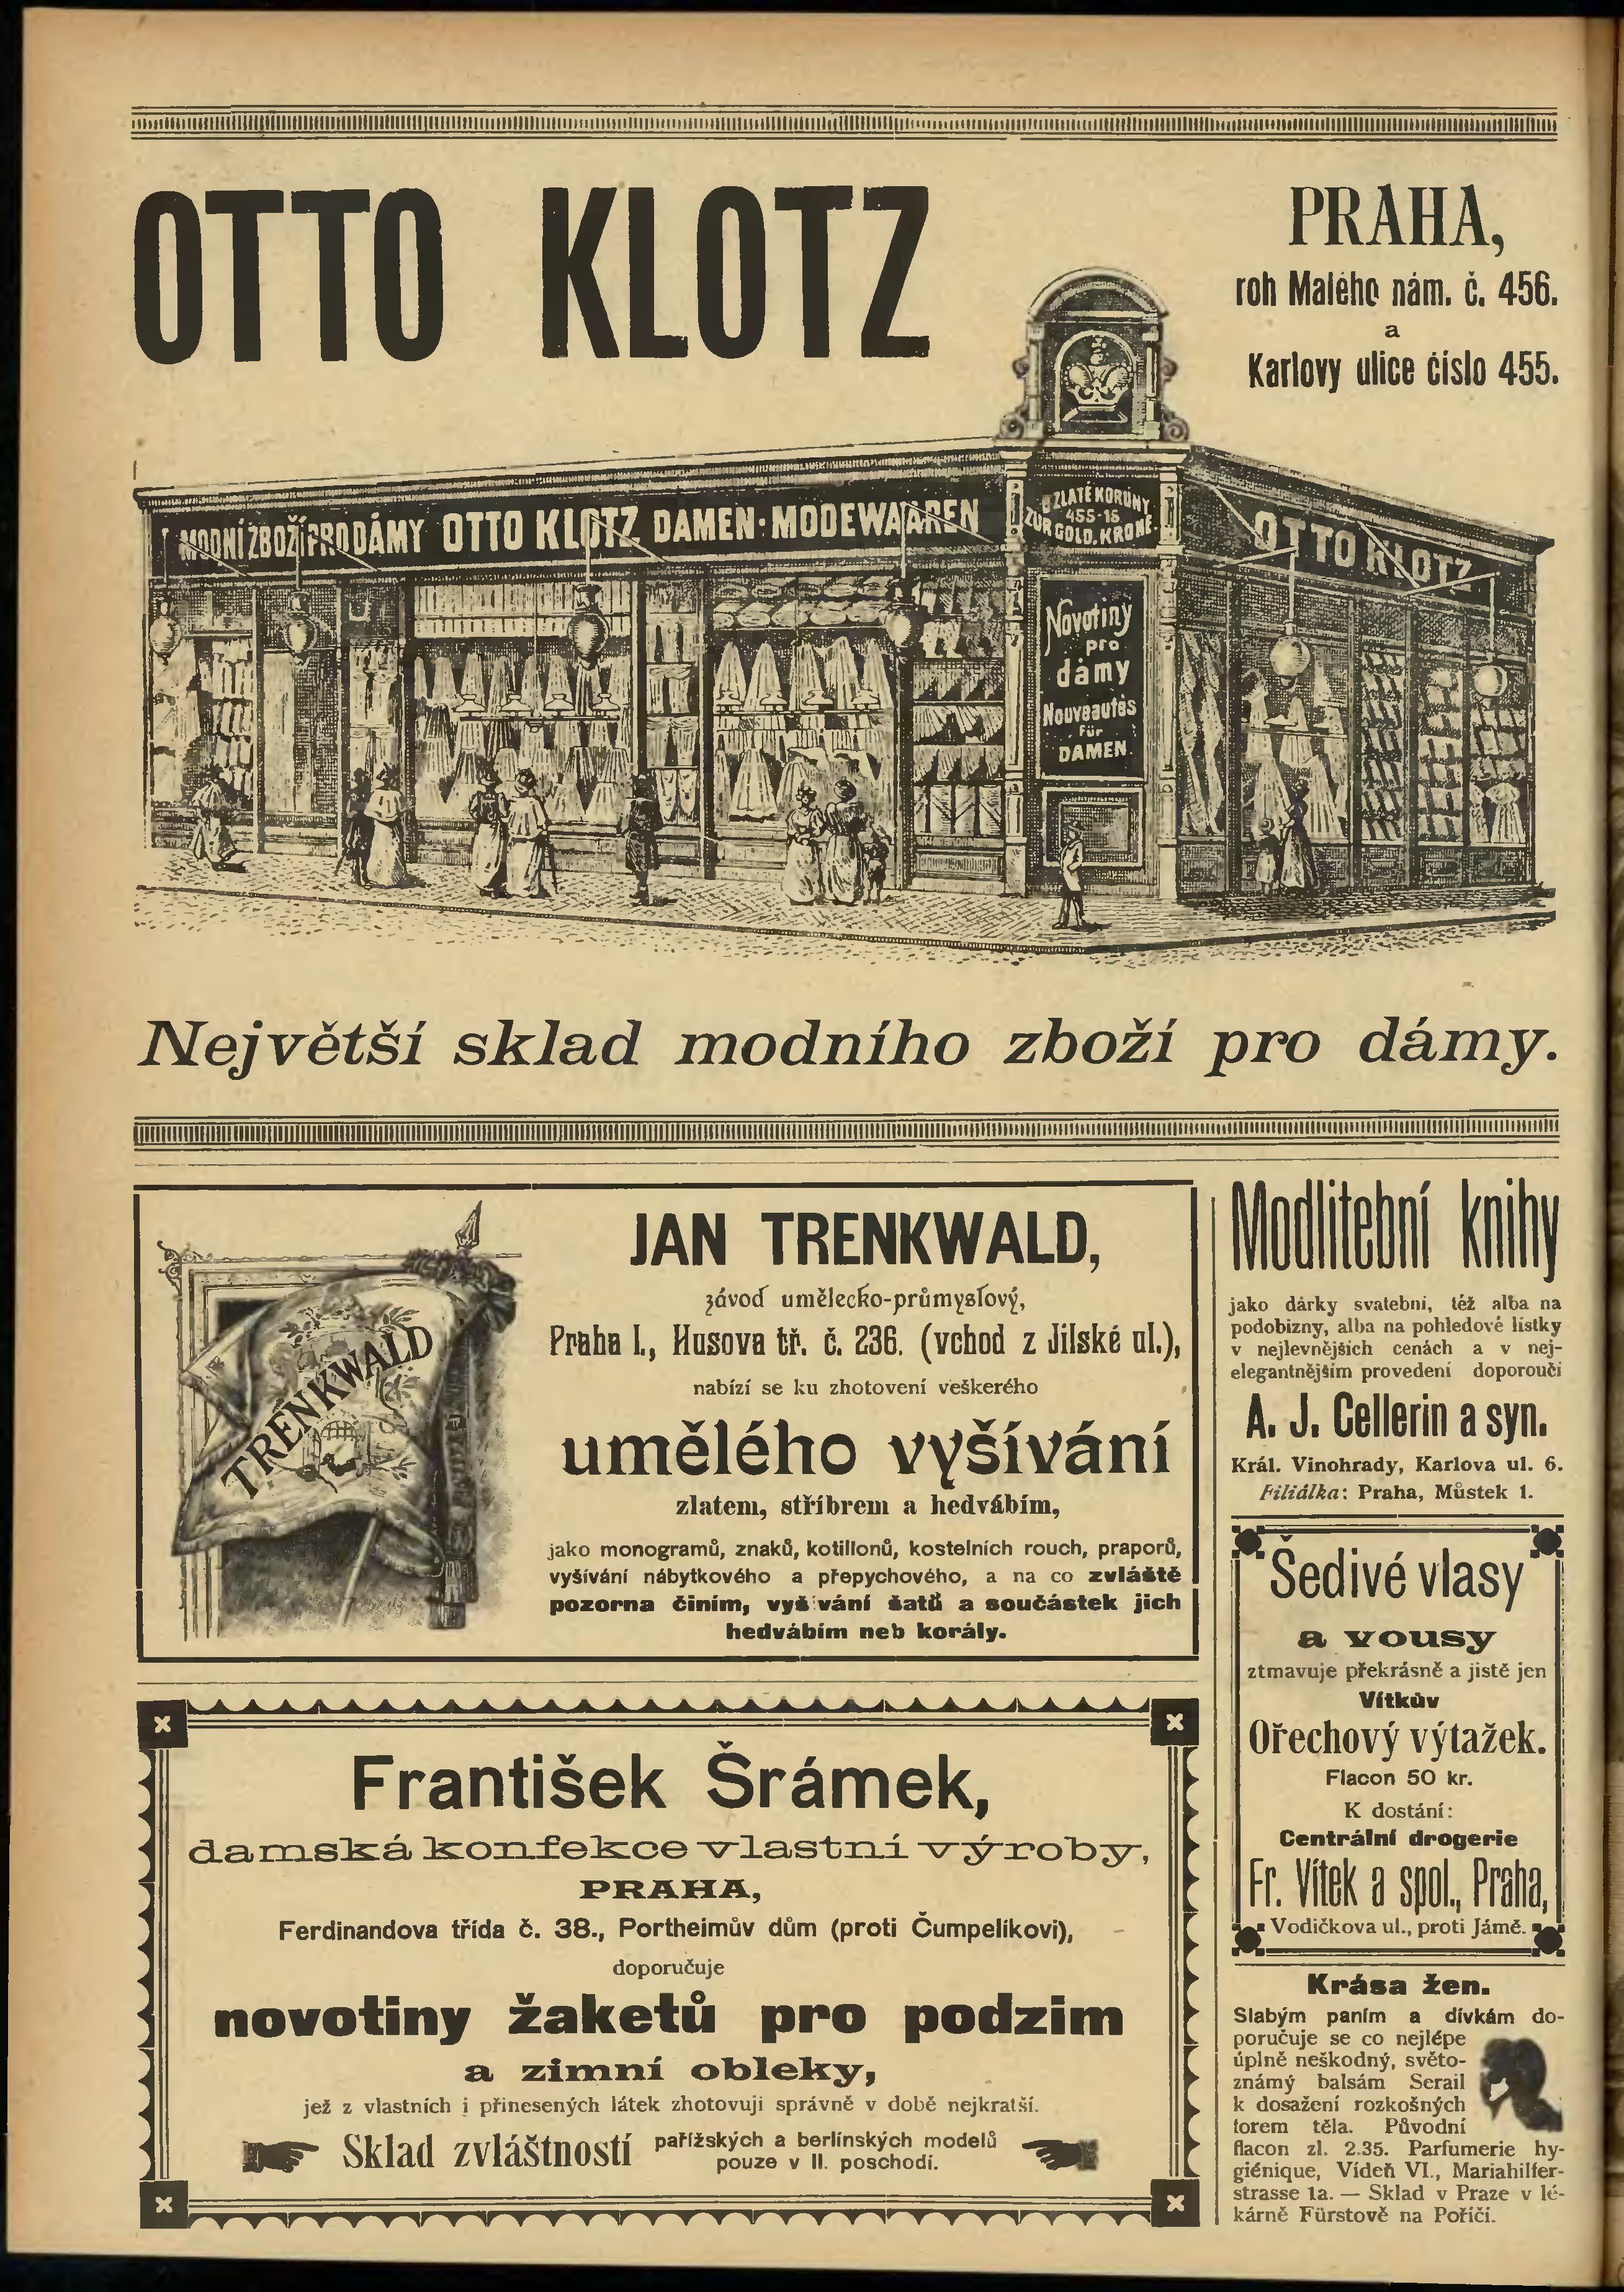 OTTO KLOTZ
PRAHA,
roh Malého nám. č. 456.
a
Karlovy ulice číslo 455.
MODNÍ ZBOŽÍ PRO DÁMY OTTO KLOTZ DAMEN-MODEWAAREN
U ZLATÉ KORUNY
455-15
ZUR GOLD. KRONE
OTTO KLOTZ
Novotiny
pro
dámy
Nouveautés
Für
DAMEN
Největší sklad modního zboží pro dámy.
TRENKWALD
JAN TRENKWALD,
závod umělecko-průmyslový,
Praha I., Husova tř. č. 236. (vchod z Jilské ul.),
nabízí se ku zhotovení veškerého
umělého vyšívání
zlatem, stříbrem a hedvábím,
jako monogramů, znaků, kotillonů, kostelních rouch, praporů,
vyšívání nábytkového a přepychového, a na co zvláště
pozorna činím, vyšívání šatů a součástek jich
hedvábím neb korály.
František Šrámek,
damská konfekce vlastní výroby,
PRAHA,
Ferdinandova třída č. 38., Portheimův dům (proti Čumpelíkovi),
doporučuje
novotiny žaketů pro podzim
a zimní obleky,
jež z vlastních i přinesených látek zhotovuji správně v době nejkratší.
Sklad zvláštností pařížských a berlínských modelů
pouze v II. poschodí.
Modlitební knihy
jako dárky svatební, též alba na
podobizny, alba na pohledové lístky
v nejlevnějších cenách a v nej-
elegantnějším provedení doporoučí
A. J. Cellerin a syn.
Král. Vinohrady, Karlova ul. 6.
Filiálka: Praha, Můstek 1.
Šedivé vlasy
a vousy
ztmavuje překrásně a jistě jen
Vítkův
Ořechový výtažek.
Flacon 50 kr.
K dostání:
Centrální drogerie
Fr. Vítek a spol., Praha,
Vodičkova ul., proti Jámě.
Krása žen.
Slabým paním a dívkám do-
poručuje se co nejlépe
úplně neškodný, světo-
známý balsám Serail
k dosažení rozkošných
forem těla. Původní
flacon zl. 2.35. Parfumerie hy-
giénique, Vídeň VI., Mariahilfer-
strasse 1a. — Sklad v Praze v lé-
kárně Fürstově na Poříčí.